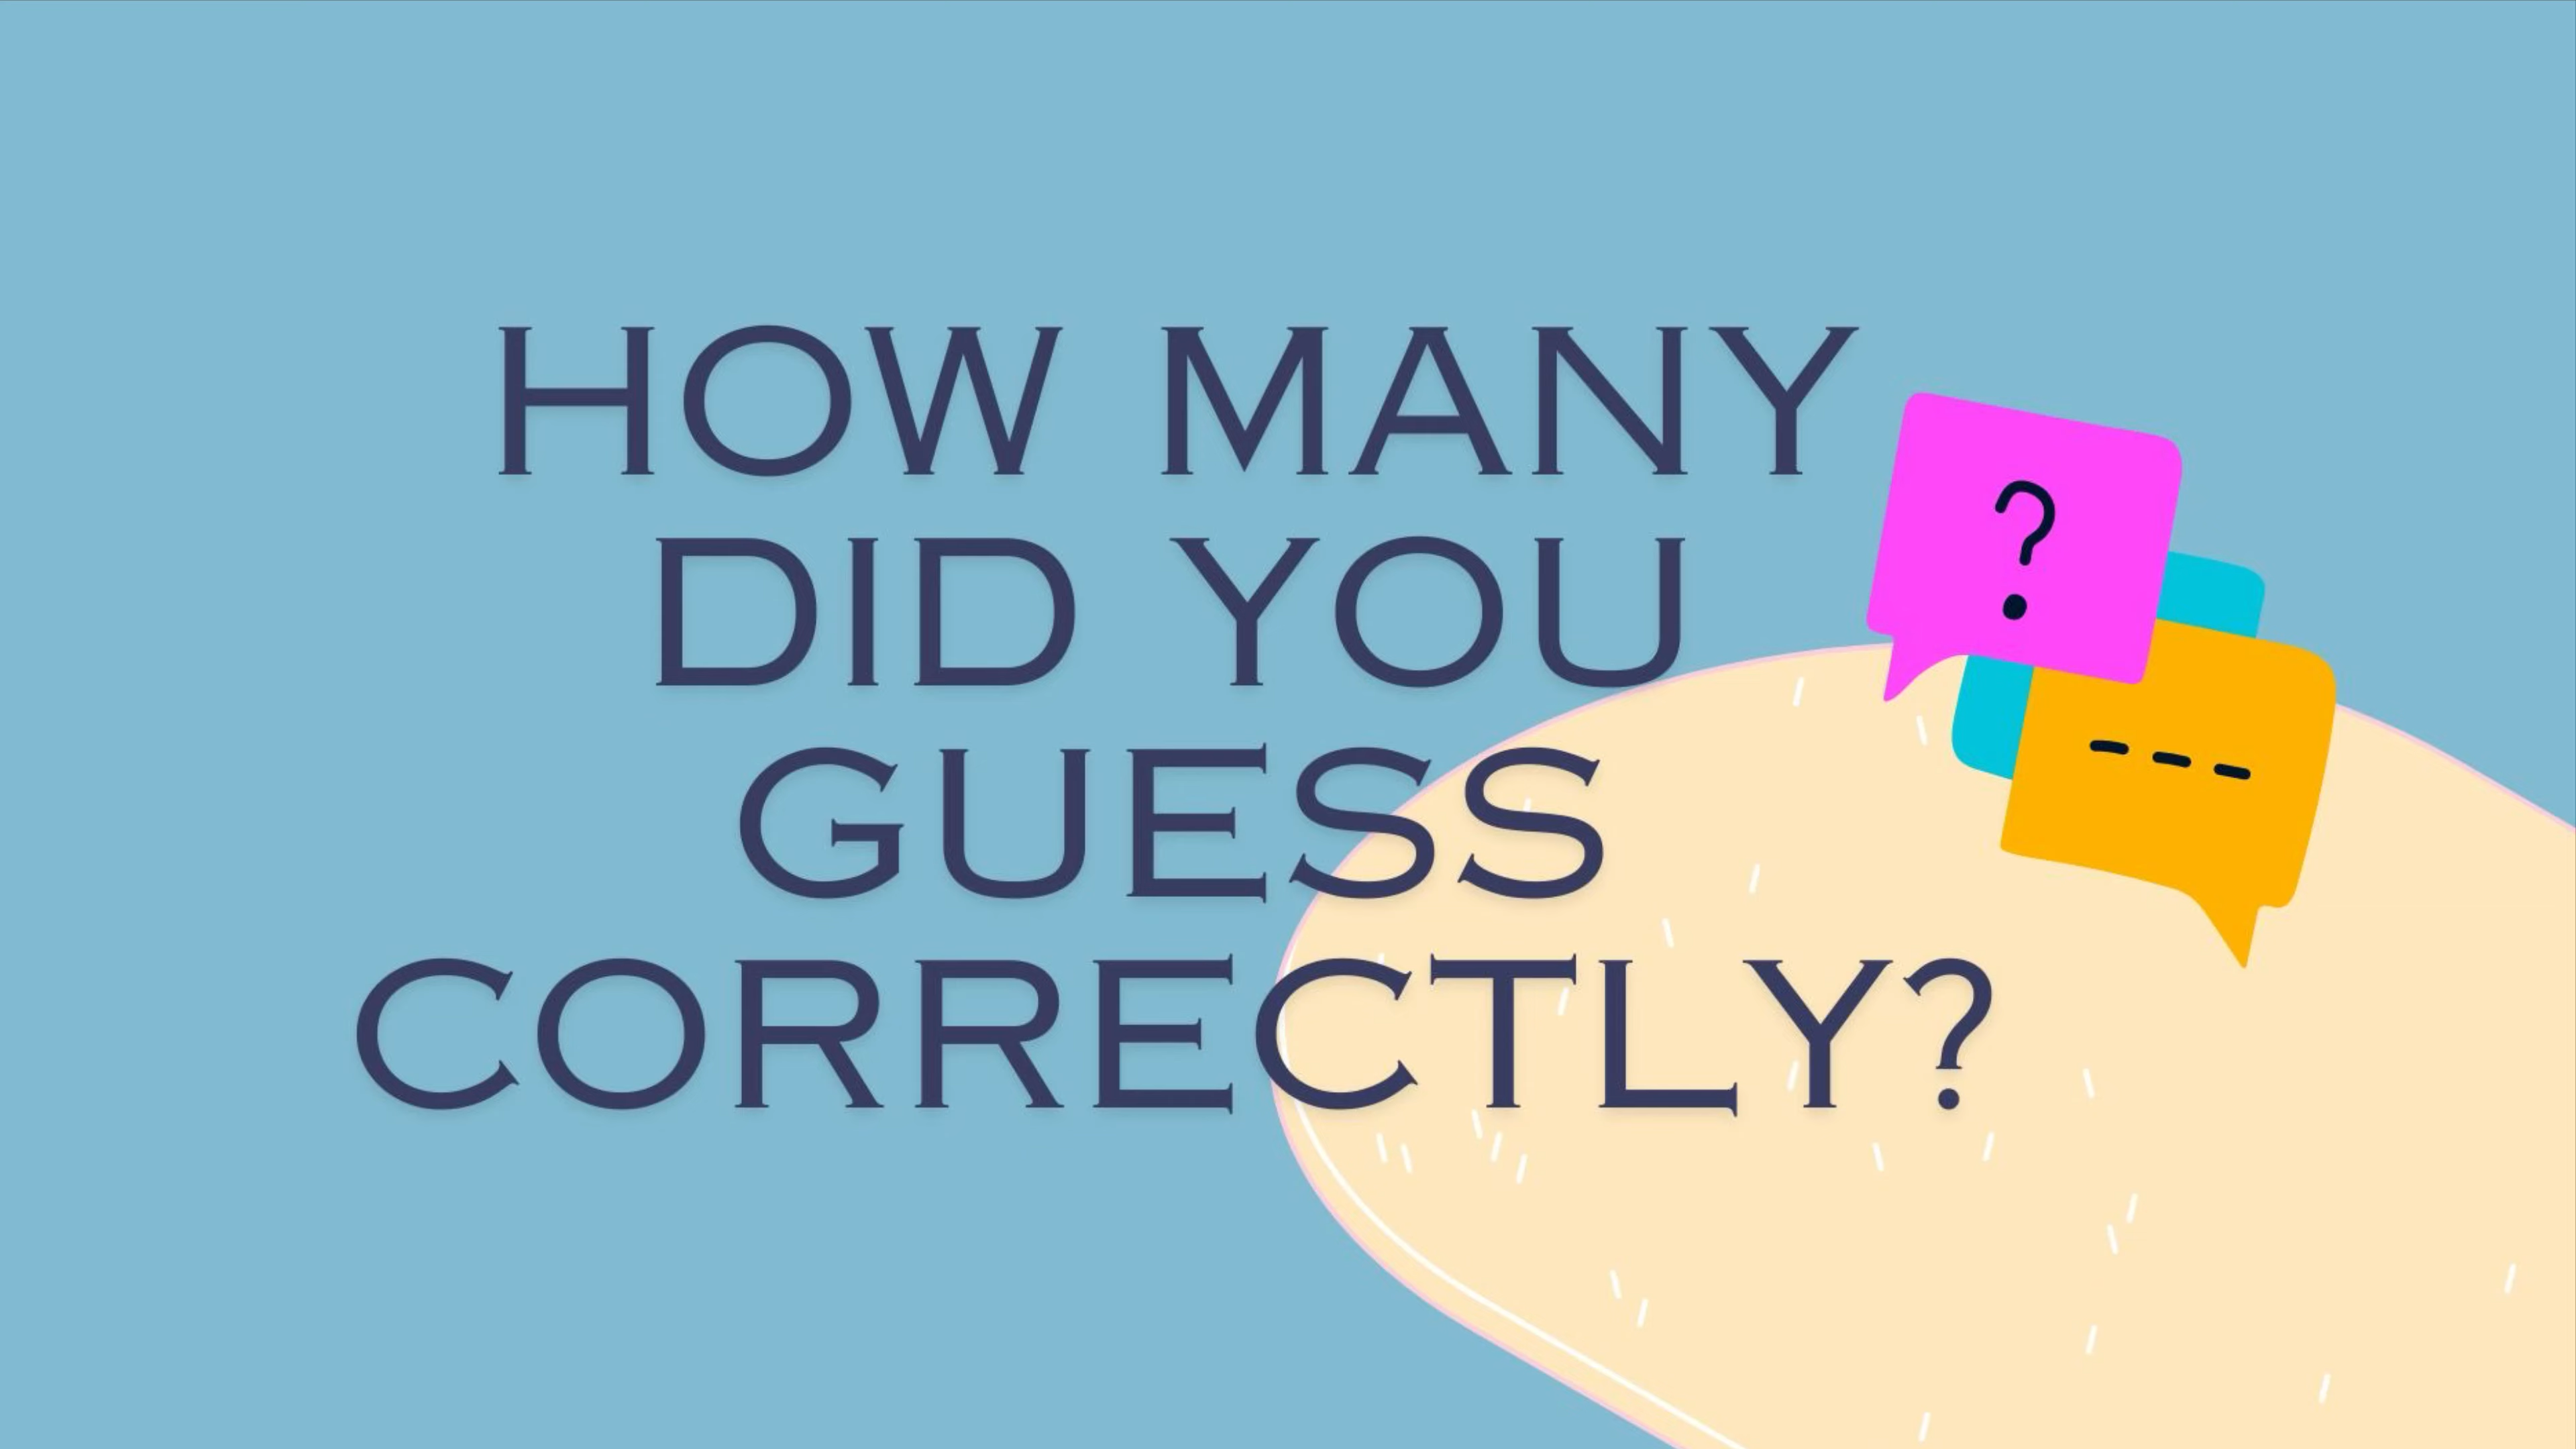 HOW MANY
DID YOU
GUESS
CORRECTLY?
?
---